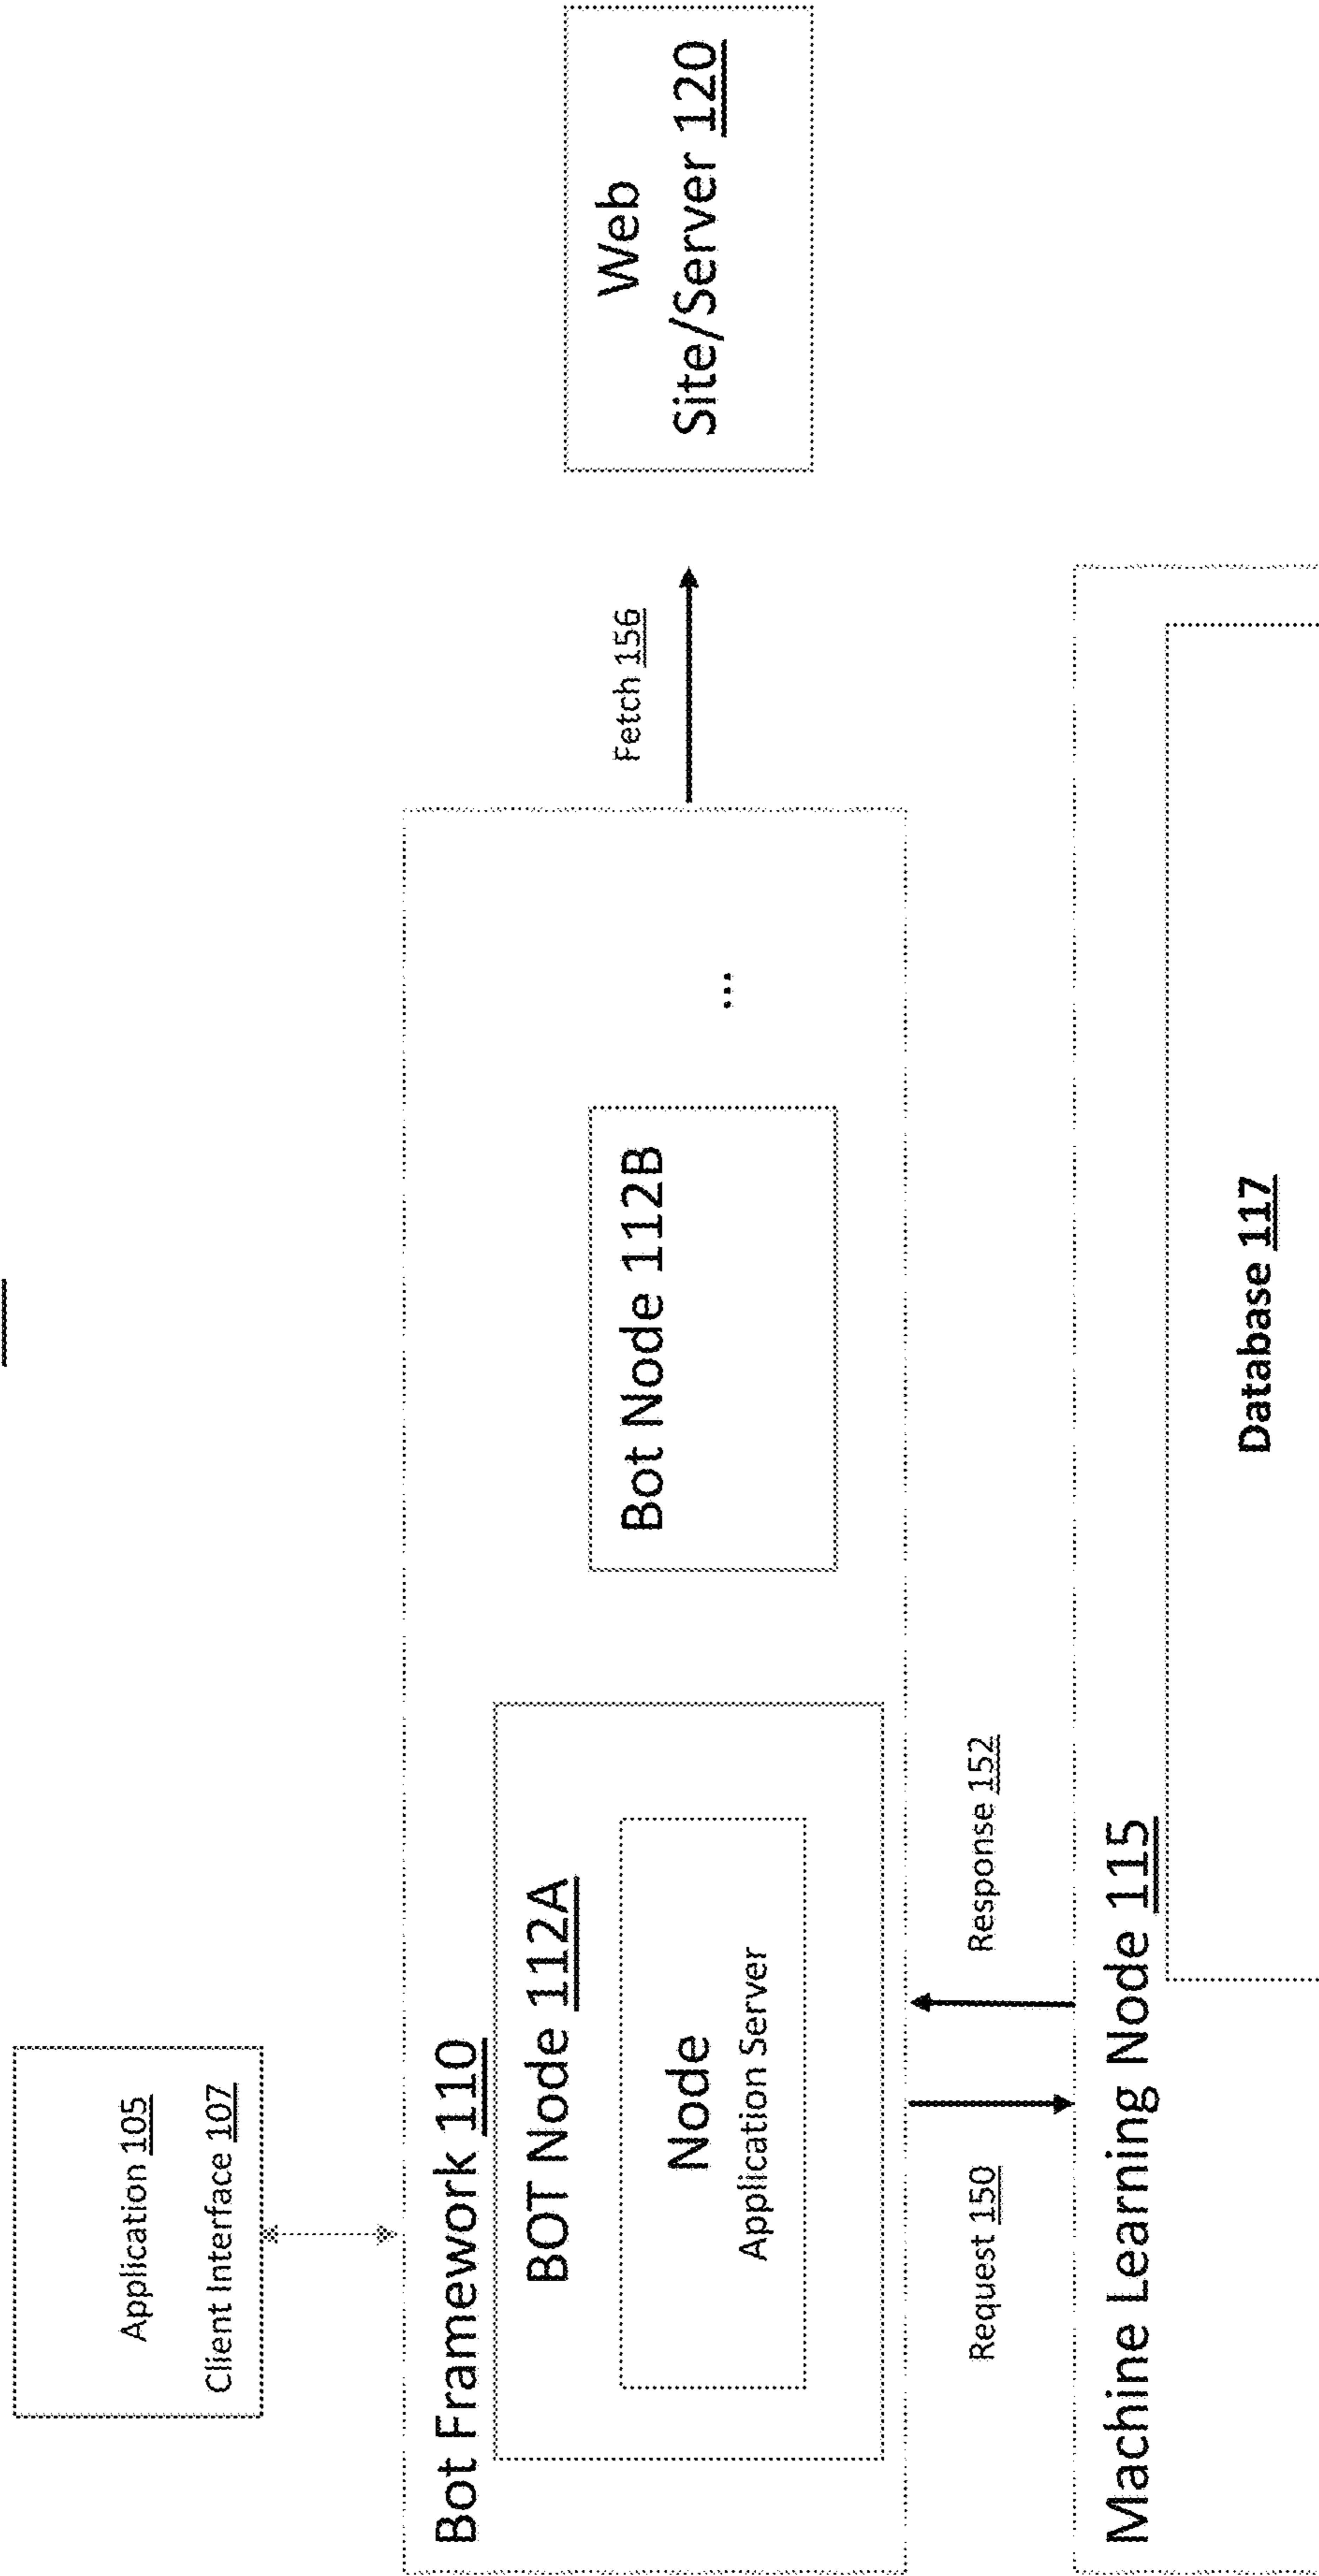 Application 105
Client Interface 107
Bot Framework 110
BOT Node 112A
Node
Application Server
Bot Node 112B
...
Fetch 156
Web
Site/Server 120
Request 150
Response 152
Machine Learning Node 115
Database 117